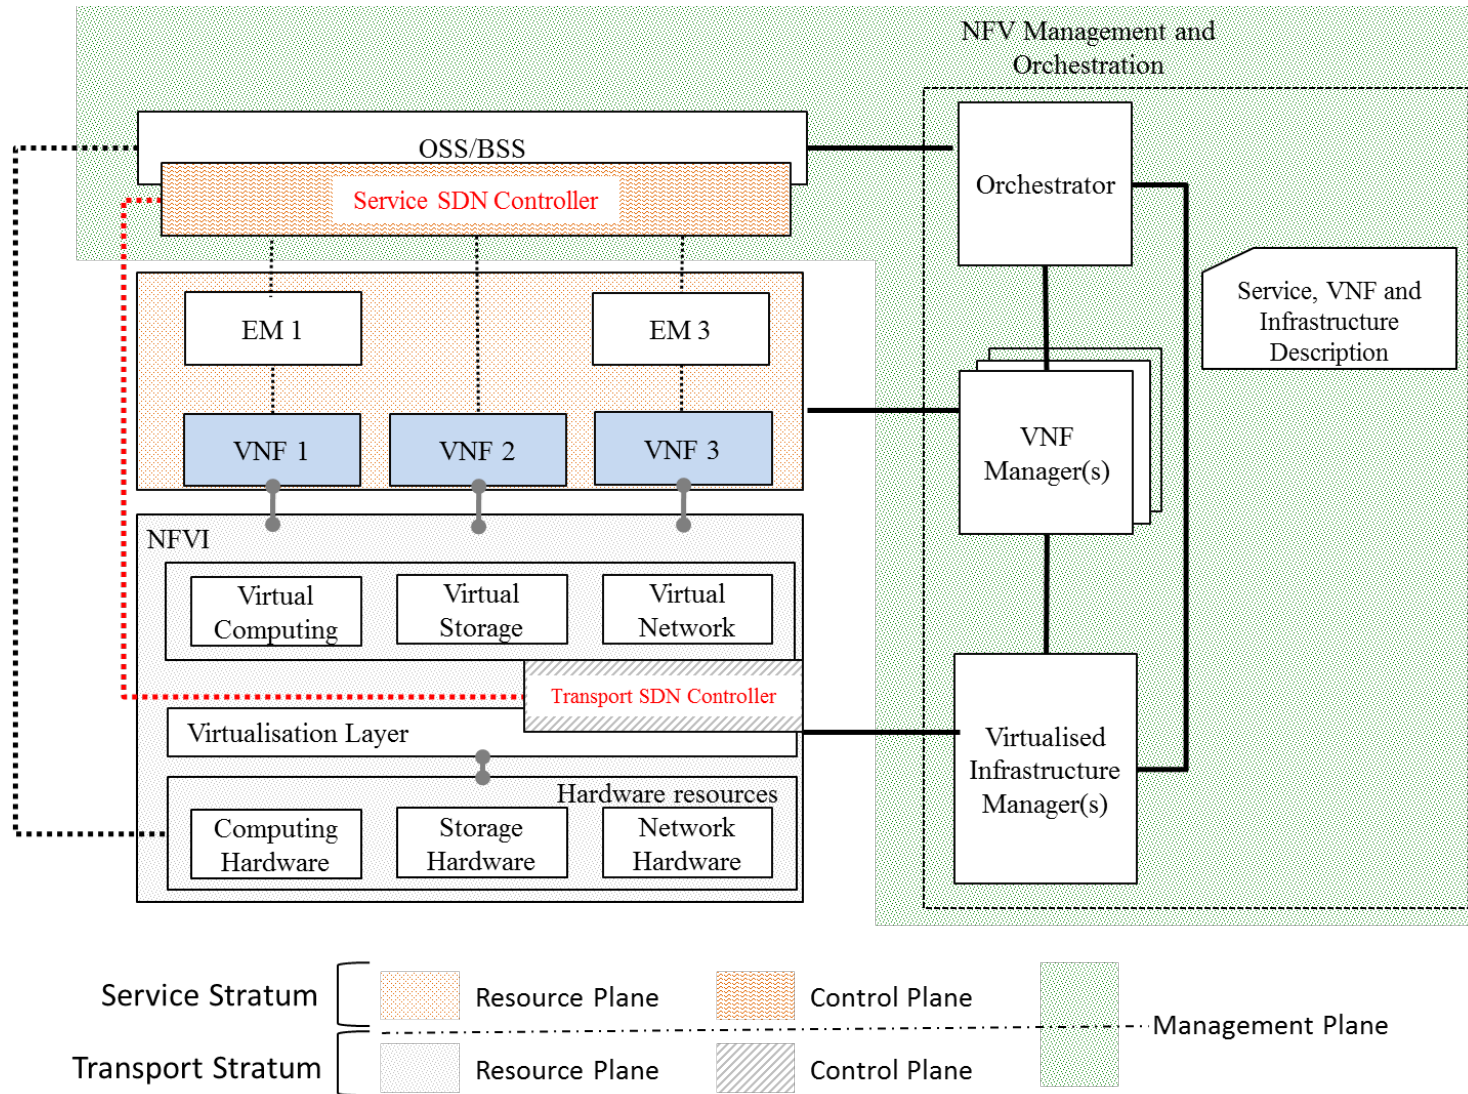 NFV Management and
Orchestration
OSS/BSS
Service SDN Controller
Orchestrator
Service, VNF and
Infrastructure
Description
EM 1
EM 3
VNF 1
VNF 2
VNF 3
VNF
Manager(s)
NFVI
Virtual
Computing
Virtual
Storage
Virtual
Network
Transport SDN Controller
Virtualisation Layer
Virtualised
Infrastructure
Manager(s)
Hardware resources
Computing
Hardware
Storage
Hardware
Network
Hardware
Service Stratum
Resource Plane
Control Plane
Management Plane
Transport Stratum
Resource Plane
Control Plane